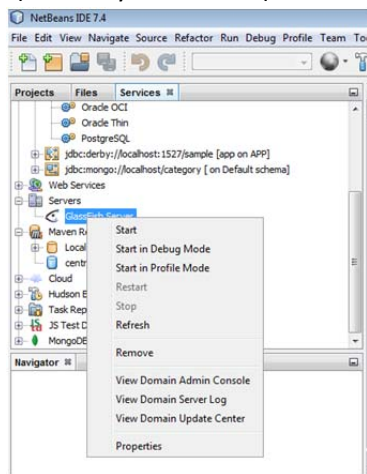 NetBeans IDE 7.4
File Edit View Navigate Source Refactor Run Debug Profile Team
Projects Files Services
Oracle OCI
Oracle Thin
PostgreSQL
jdbc:derby://localhost:1527/sample [app on APP]
jdbc:mongo://localhost/category [ on Default schema]
Web Services
Servers
GlassFish Server
Start
Maven
Local
Start in Debug Mode
centr
Start in Profile Mode
Cloud
Restart
Hudson
Stop
Task Rep
Refresh
JS Test D
MongoDB
Remove
Navigator
View Domain Admin Console
View Domain Server Log
View Domain Update Center
Properties